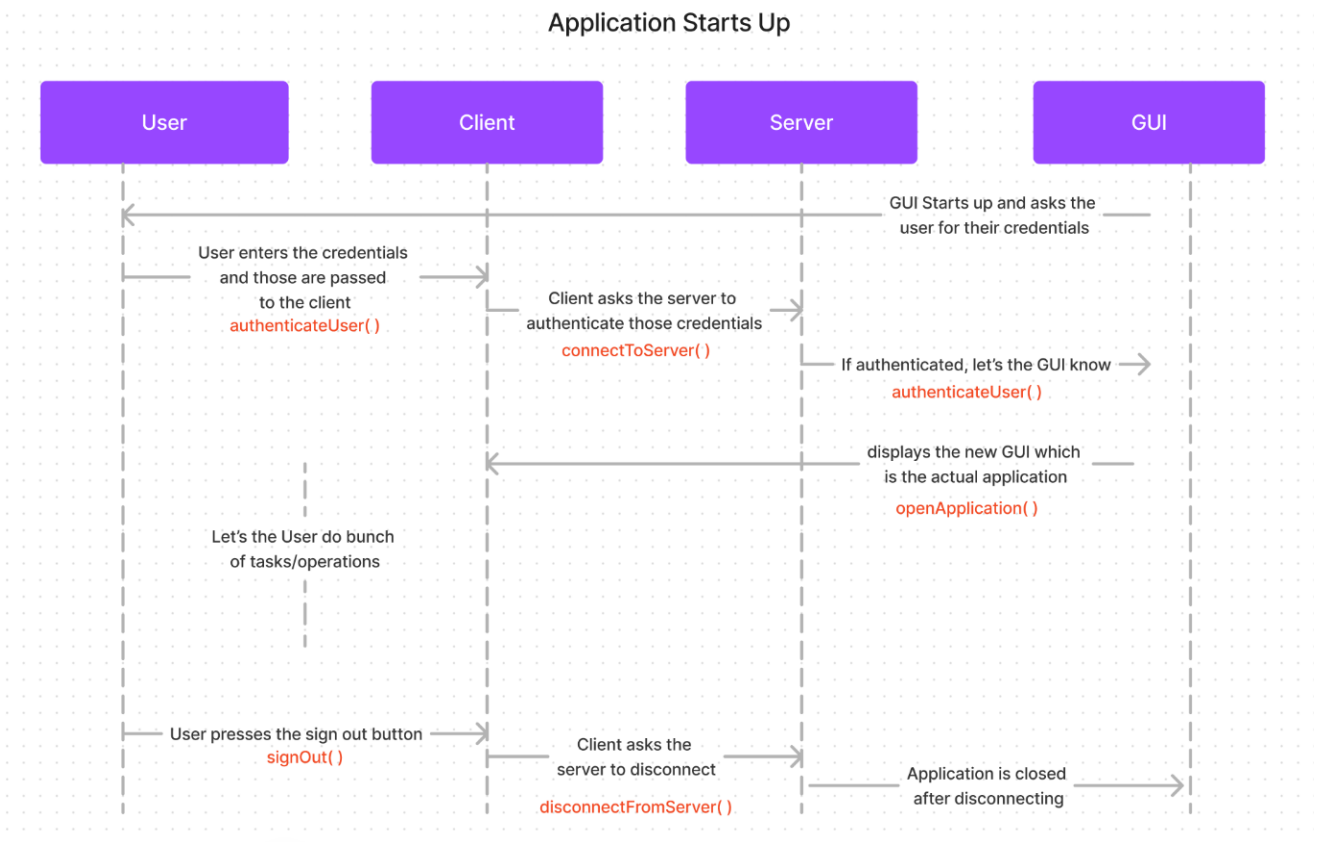 Application Starts Up
User
Client
Server
GUI
GUI Starts up and asks the
user for their credentials
User enters the credentials
and those are passed
to the client
authenticateUser( )
Client asks the server to
authenticate those credentials
connectToServer( )
If authenticated, let's the GUI know
authenticateUser( )
displays the new GUI which
is the actual application
openApplication( )
Let's the User do bunch
of tasks/operations
User presses the sign out button
signOut( )
Client asks the
server to disconnect
disconnectFromServer( )
Application is closed
after disconnecting